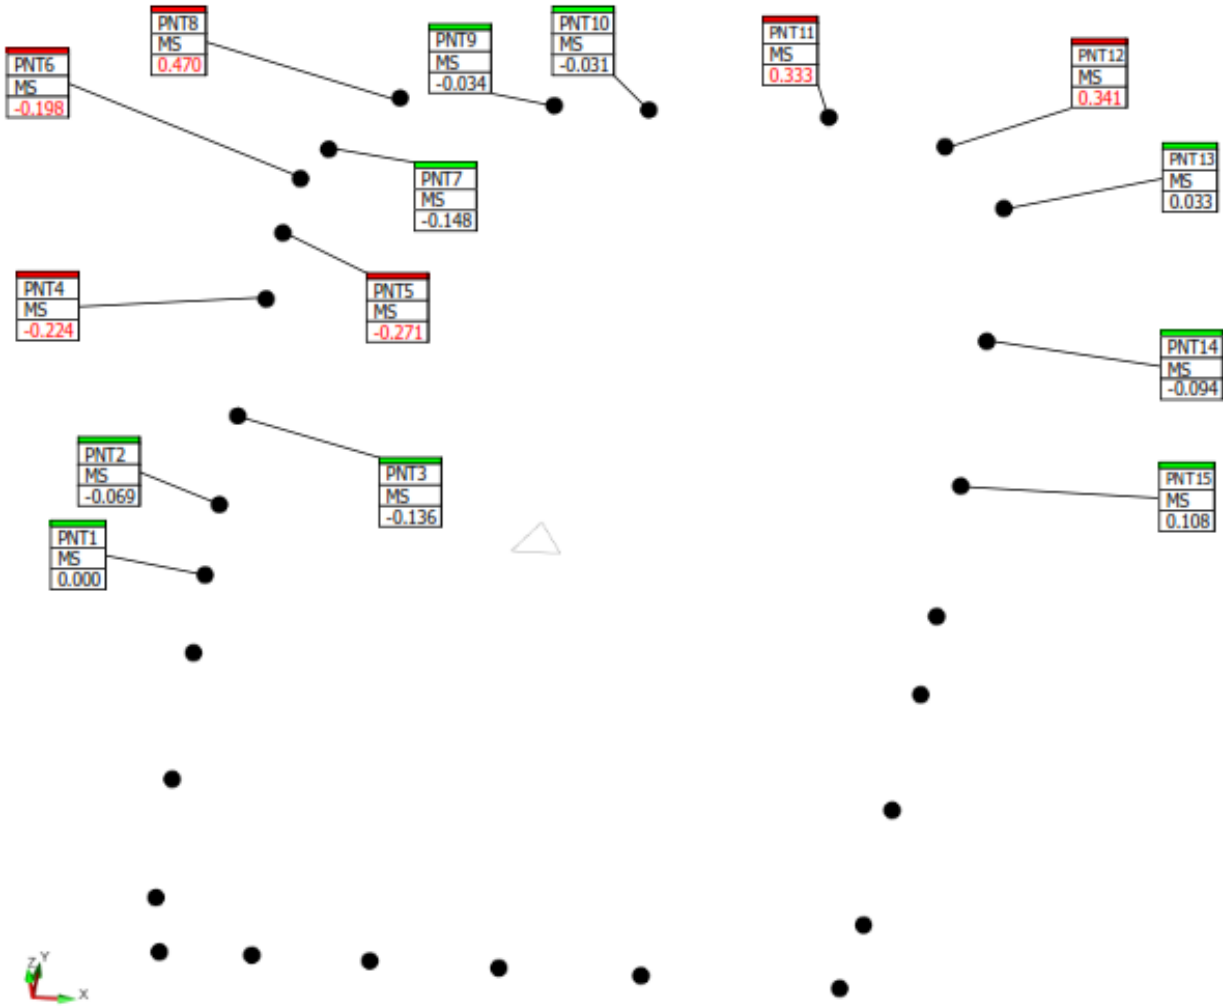 PNT8
MS
0.470
PNT9
MS
-0.034
PNT10
MS
-0.031
PNT11
MS
0.333
PNT12
MS
0.341
PNT6
MS
-0.198
PNT7
MS
-0.148
PNT13
MS
0.033
PNT4
MS
-0.224
PNT5
MS
-0.271
PNT14
MS
-0.094
PNT2
MS
-0.069
PNT3
MS
-0.136
PNT15
MS
0.108
PNT1
MS
0.000
Z
Y
X